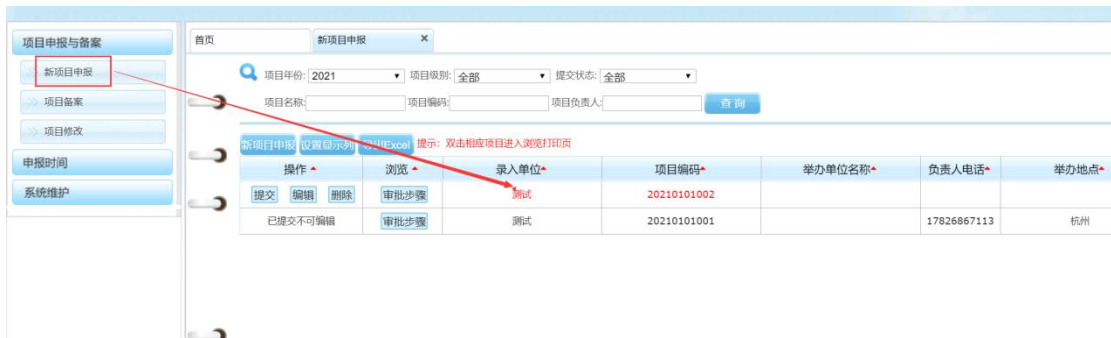 项目申报与备案
新项目申报
项目备案
项目修改
申报时间
系统维护
首页 新项目申报 ×
项目年份: 2021 项目级别: 全部 提交状态: 全部
项目名称: 项目编码: 项目负责人: 查询
新项目申报 设置显示列 导出Excel 提示: 双击相应项目进入浏览打印页
操作 浏览 录入单位 项目编码 举办单位名称 负责人电话 举办地点
提交 编辑 删除 审批步骤 测试 20210101002
已提交不可编辑 审批步骤 测试 20210101001 17826867113 杭州